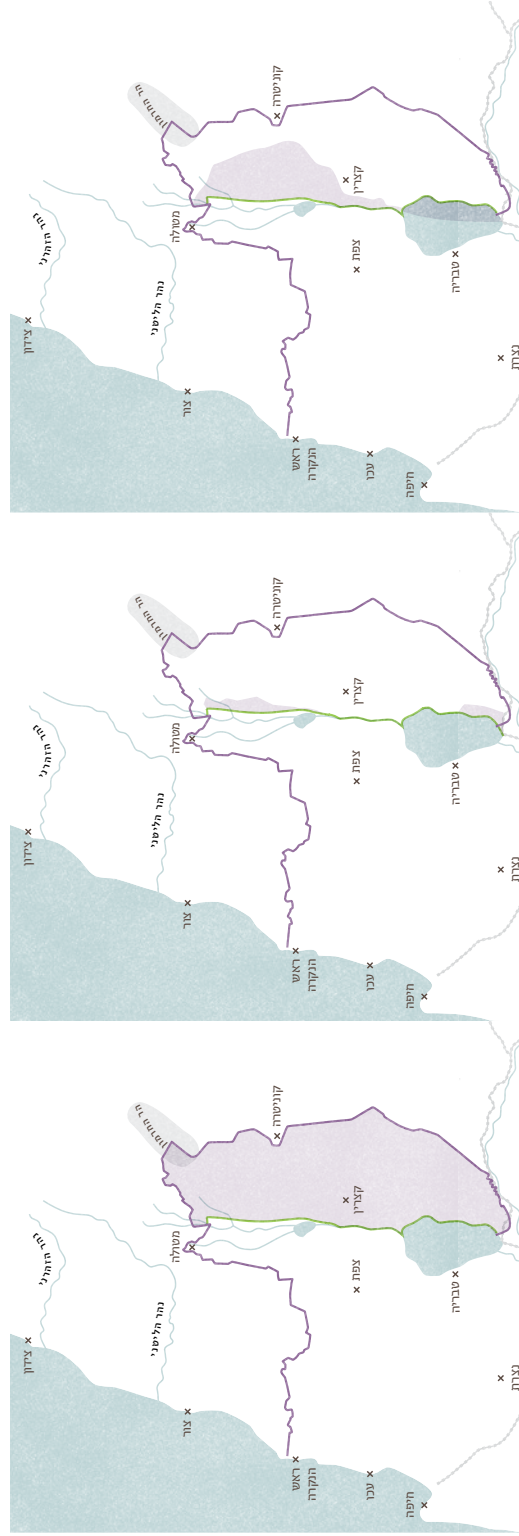 הר החרמון
קוניטרה
קצרין
מטולה
צפת
טבריה
נהר הזהרני
נהר הליטני
צידון
צור
ראש
הנקרה
עכו
חיפה
נצרת
הר החרמון
קוניטרה
קצרין
מטולה
צפת
טבריה
נהר הזהרני
נהר הליטני
צידון
צור
ראש
הנקרה
עכו
חיפה
נצרת
הר החרמון
קוניטרה
קצרין
מטולה
צפת
טבריה
נהר הזהרני
נהר הליטני
צידון
צור
ראש
הנקרה
עכו
חיפה
נצרת